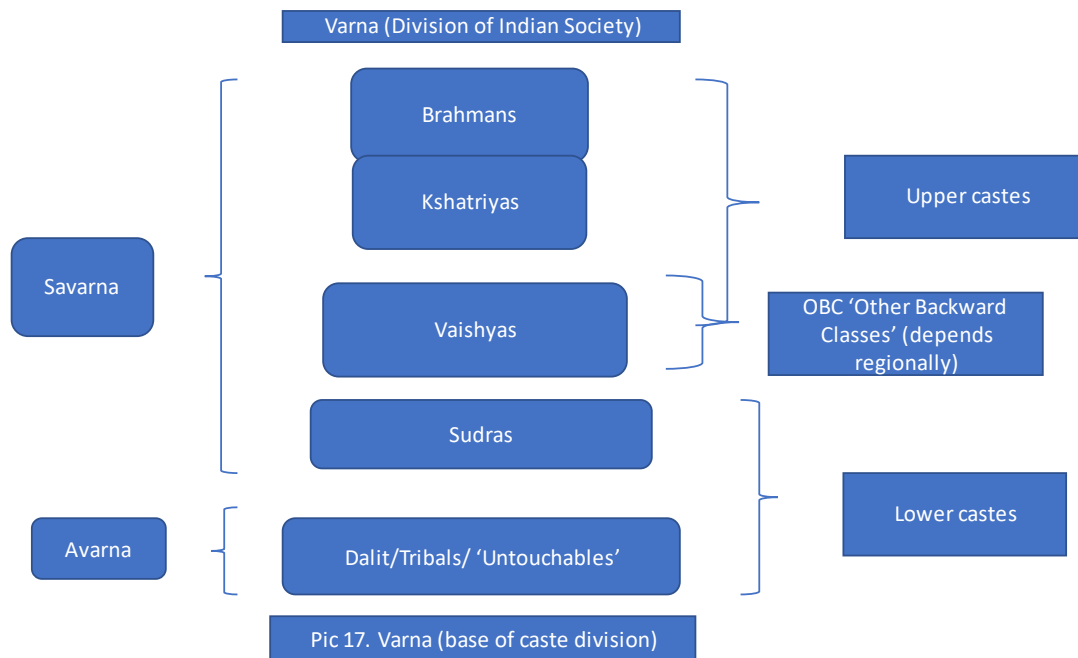 Varna (Division of Indian Society)
Brahmans
Kshatriyas
Upper castes
Savarna
Vaishyas
OBC ‘Other Backward
Classes’ (depends
regionally)
Sudras
Lower castes
Avarna
Dalit/Tribals/ ‘Untouchables’
Pic 17. Varna (base of caste division)